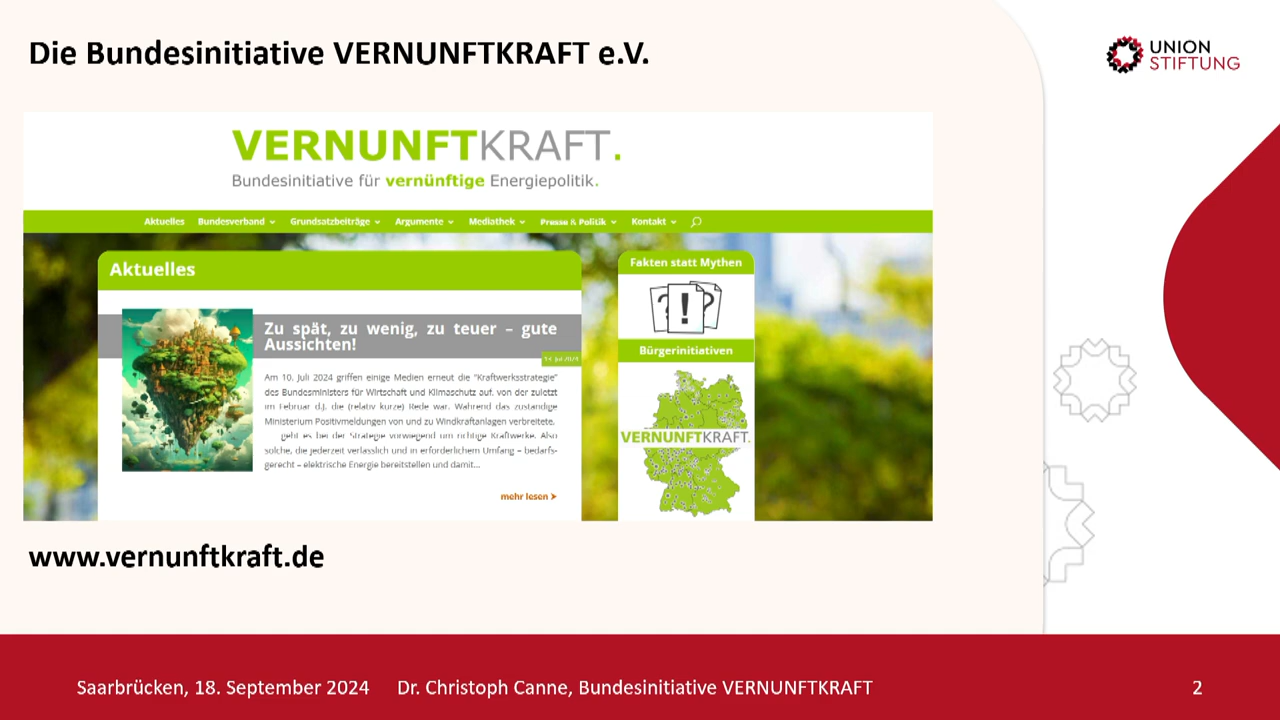 Die Bundesinitiative VERNUNFTKRAFT e.V.
UNION
STIFTUNG
VERNUNFTKRAFT.
Bundesinitiative für vernünftige Energiepolitik.
Aktuelles Bundesverband Grundsatzbeiträge Argumente Mediathek Presse & Politik Kontakt
Aktuelles
Zu spät, zu wenig, zu teuer – gute
Aussichten!
Jul 2024
Am 10. Juli 2024 griffen einige Medien erneut die "Kraftwerksstrategie"
des Bundesministers für Wirtschaft und Klimaschutz auf, von der zuletzt
im Februar d.J. die (relativ kurze) Rede war. Während das zuständige
Ministerium Positivmeldungen von und zu Windkraftanlagen verbreitete,
geht es bei der Strategie vorwiegend um richtige Kraftwerke. Also
solche, die jederzeit verlässlich und in erforderlichem Umfang – bedarfs-
gerecht – elektrische Energie bereitstellen und damit...
mehr lesen
Fakten statt Mythen
?!?
Bürgerinitiativen
VERNUNFTKRAFT.
www.vernunftkraft.de
Saarbrücken, 18. September 2024 Dr. Christoph Canne, Bundesinitiative VERNUNFTKRAFT 2